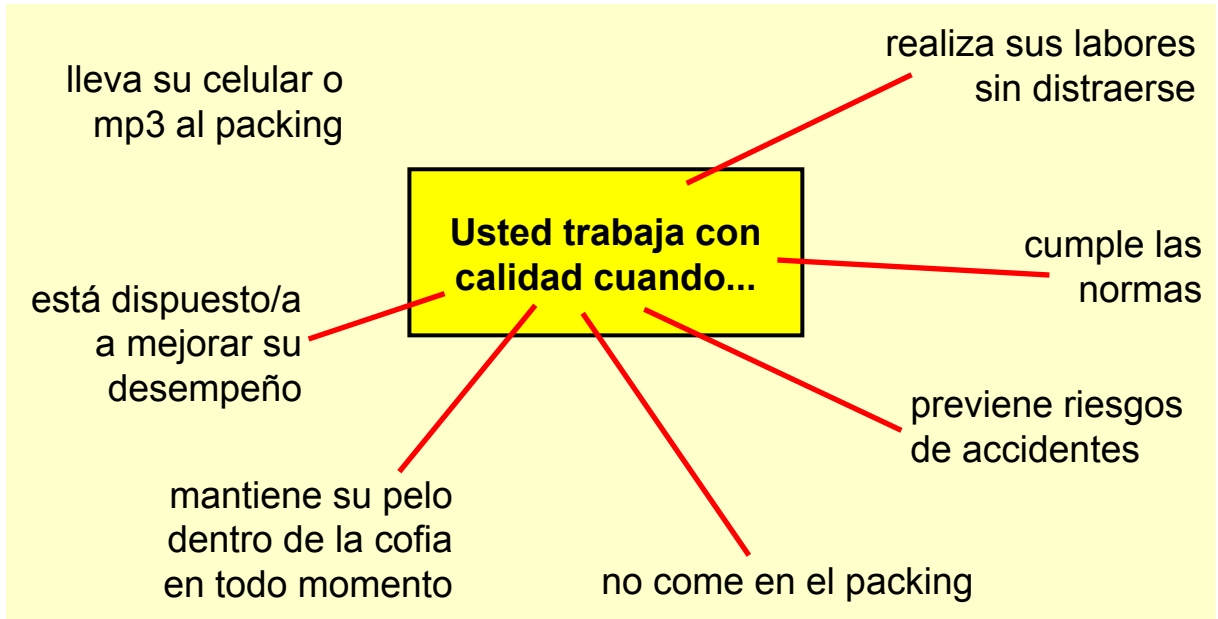 lleva su celular o
mp3 al packing
realiza sus labores
sin distraerse
Usted trabaja con
calidad cuando...
cumple las
normas
está dispuesto/a
a mejorar su
desempeño
previene riesgos
de accidentes
mantiene su pelo
dentro de la cofia
en todo momento
no come en el packing